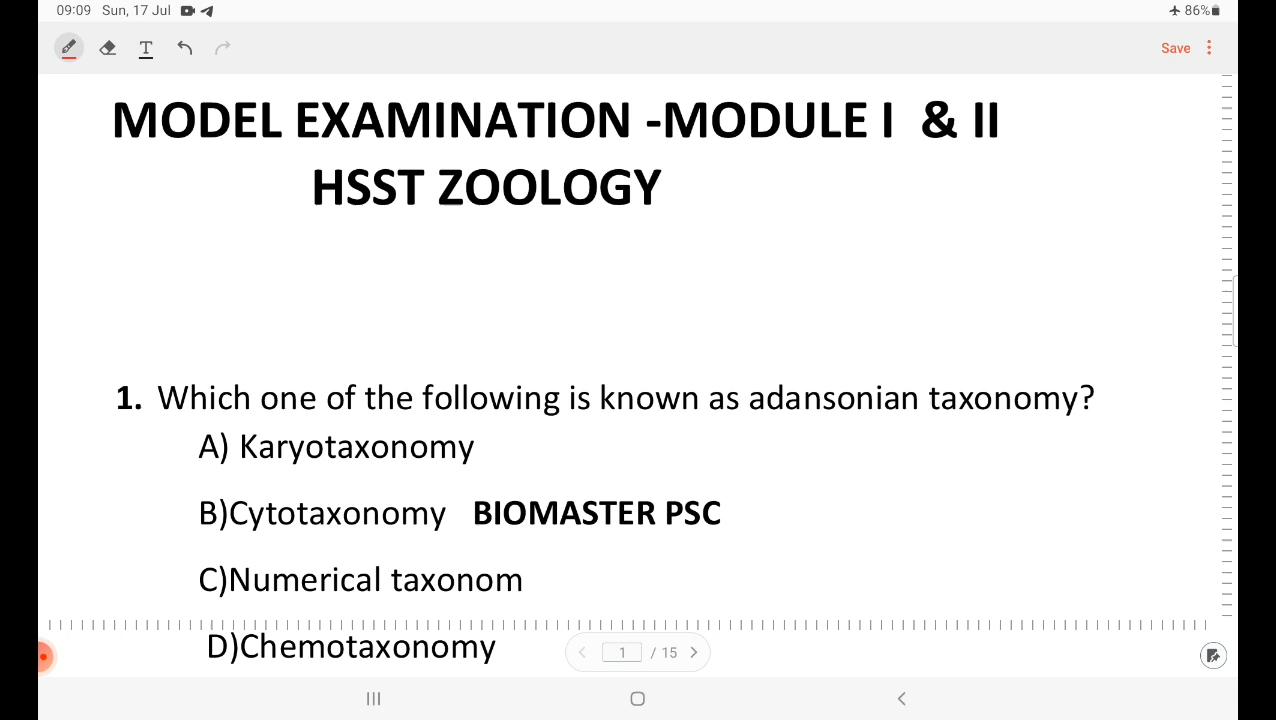 09:09 Sun, 17 Jul
86%
T
Save
MODEL EXAMINATION -MODULE I & II
HSST ZOOLOGY
1. Which one of the following is known as adansonian taxonomy?
A) Karyotaxonomy
B)Cytotaxonomy BIOMASTER PSC
C)Numerical taxonom
D)Chemotaxonomy
1 / 15